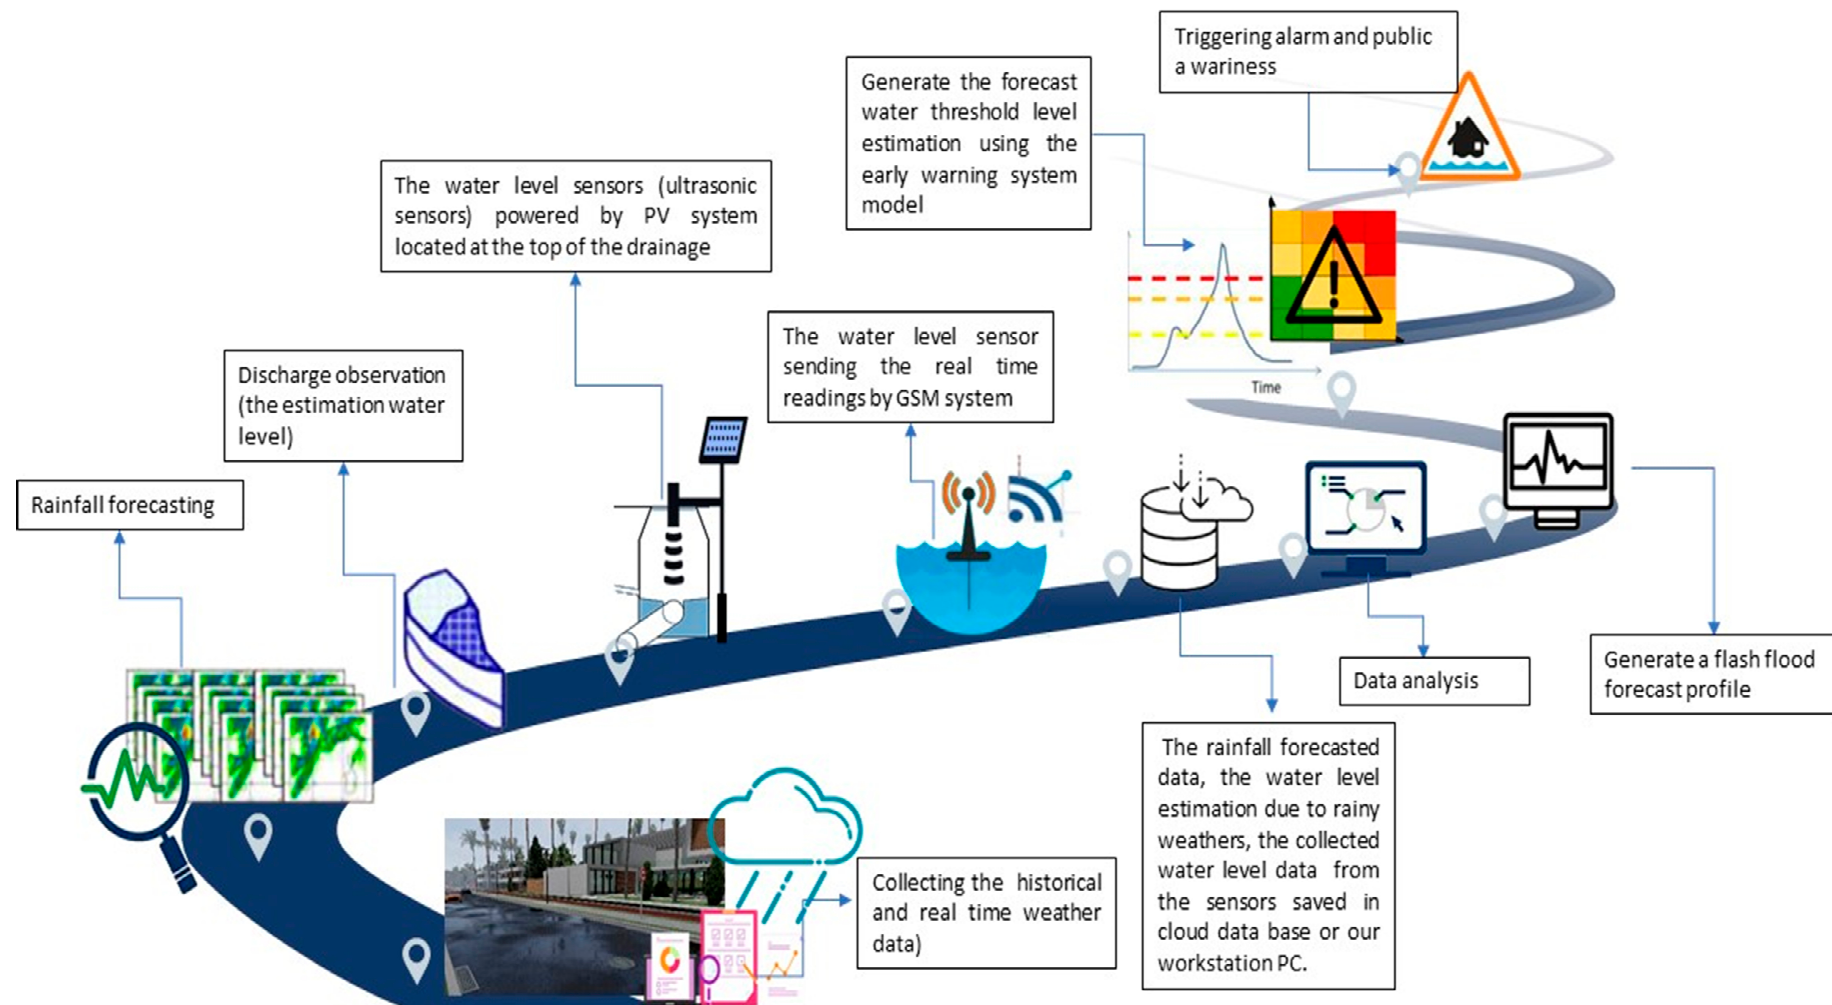 Triggering alarm and public
a wariness
Generate the forecast
water threshold level
estimation using the
early warning system
model
The water level sensors (ultrasonic
sensors) powered by PV system
located at the top of the drainage
The water level sensor
sending the real time
readings by GSM system
Discharge observation
(the estimation water
level)
Rainfall forecasting
Time
Generate a flash flood
forecast profile
Data analysis
The rainfall forecasted
data, the water level
estimation due to rainy
weathers, the collected
water level data from
the sensors saved in
cloud data base or our
workstation PC.
Collecting the historical
and real time weather
data)